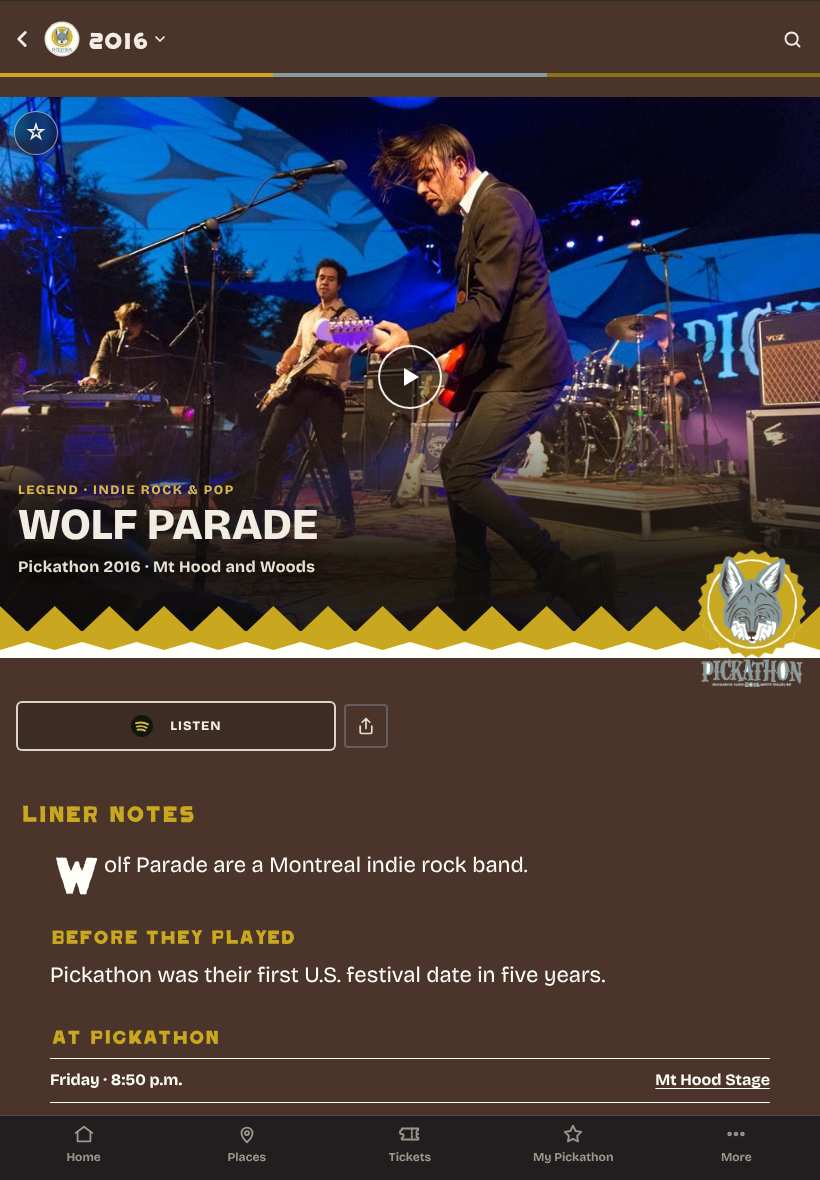 2016
PICK
VOX
LEGEND · INDIE ROCK & POP
WOLF PARADE
Pickathon 2016 · Mt Hood and Woods
PICKATHON
LISTEN
LINER NOTES
Wolf Parade are a Montreal indie rock band.
BEFORE THEY PLAYED
Pickathon was their first U.S. festival date in five years.
AT PICKATHON
Friday · 8:50 p.m.
Mt Hood Stage
Home
Places
Tickets
My Pickathon
More